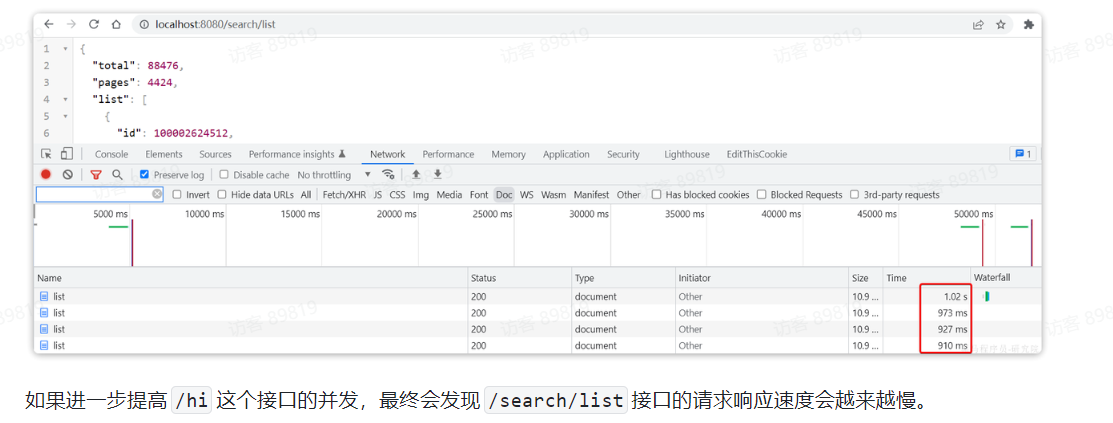 localhost:8080/search/list
访客 89819
1 {
2 "total": 88476,
3 "pages": 4424,
4 "list": [
5 {
6 "id": 100002624512,
Console Elements Sources Performance insights Network Performance Memory Application Security Lighthouse EditThisCookie 1
Preserve log Disable cache No throttling
Invert Hide data URLs All Fetch/XHR JS CSS Img Media Font Doc WS Wasm Manifest Other Has blocked cookies Blocked Requests 3rd-party requests
5000 ms 10000 ms 15000 ms 20000 ms 25000 ms 30000 ms 35000 ms 40000 ms 45000 ms 50000 ms
Name Status Type Initiator Size Time Waterfall
list 200 document Other 10.9 ... 1.02 s
list 200 document Other 10.9 ... 973 ms
list 200 document Other 10.9 ... 927 ms
list 200 document Other 10.9 ... 910 ms
如果进一步提高 /hi 这个接口的并发，最终会发现 /search/list 接口的请求响应速度会越来越慢。